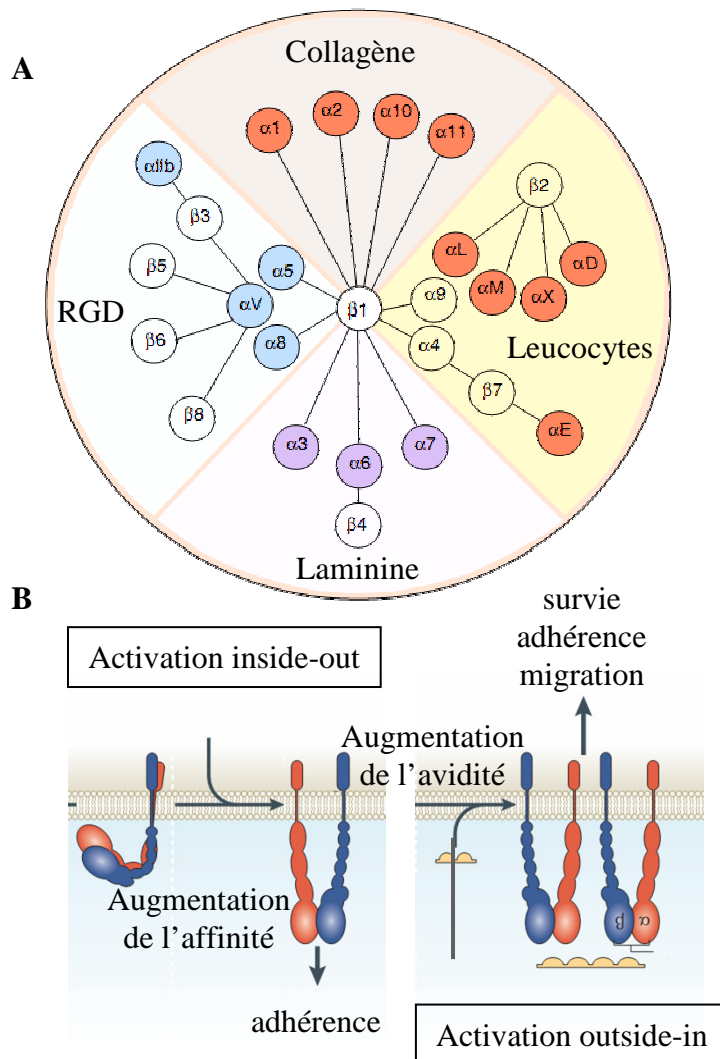 A
Collagène
α1
α2
α10
α11
αIIb
β3
β5
αV
α5
RGD
β6
α8
β8
β1
β2
αL
αM
αX
αD
α9
α4
Leucocytes
β7
αE
α3
α6
α7
β4
Laminine
B
Activation inside-out
survie
adhérence
migration
Augmentation
de l’avidité
Augmentation
de l’affinité
β
α
adhérence
Activation outside-in